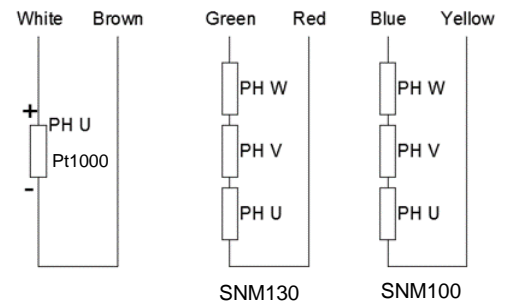 White Brown Green Red Blue Yellow
PH W PH W
+
PH U
PH V PH V
Pt1000
-
PH U PH U
SNM130 SNM100